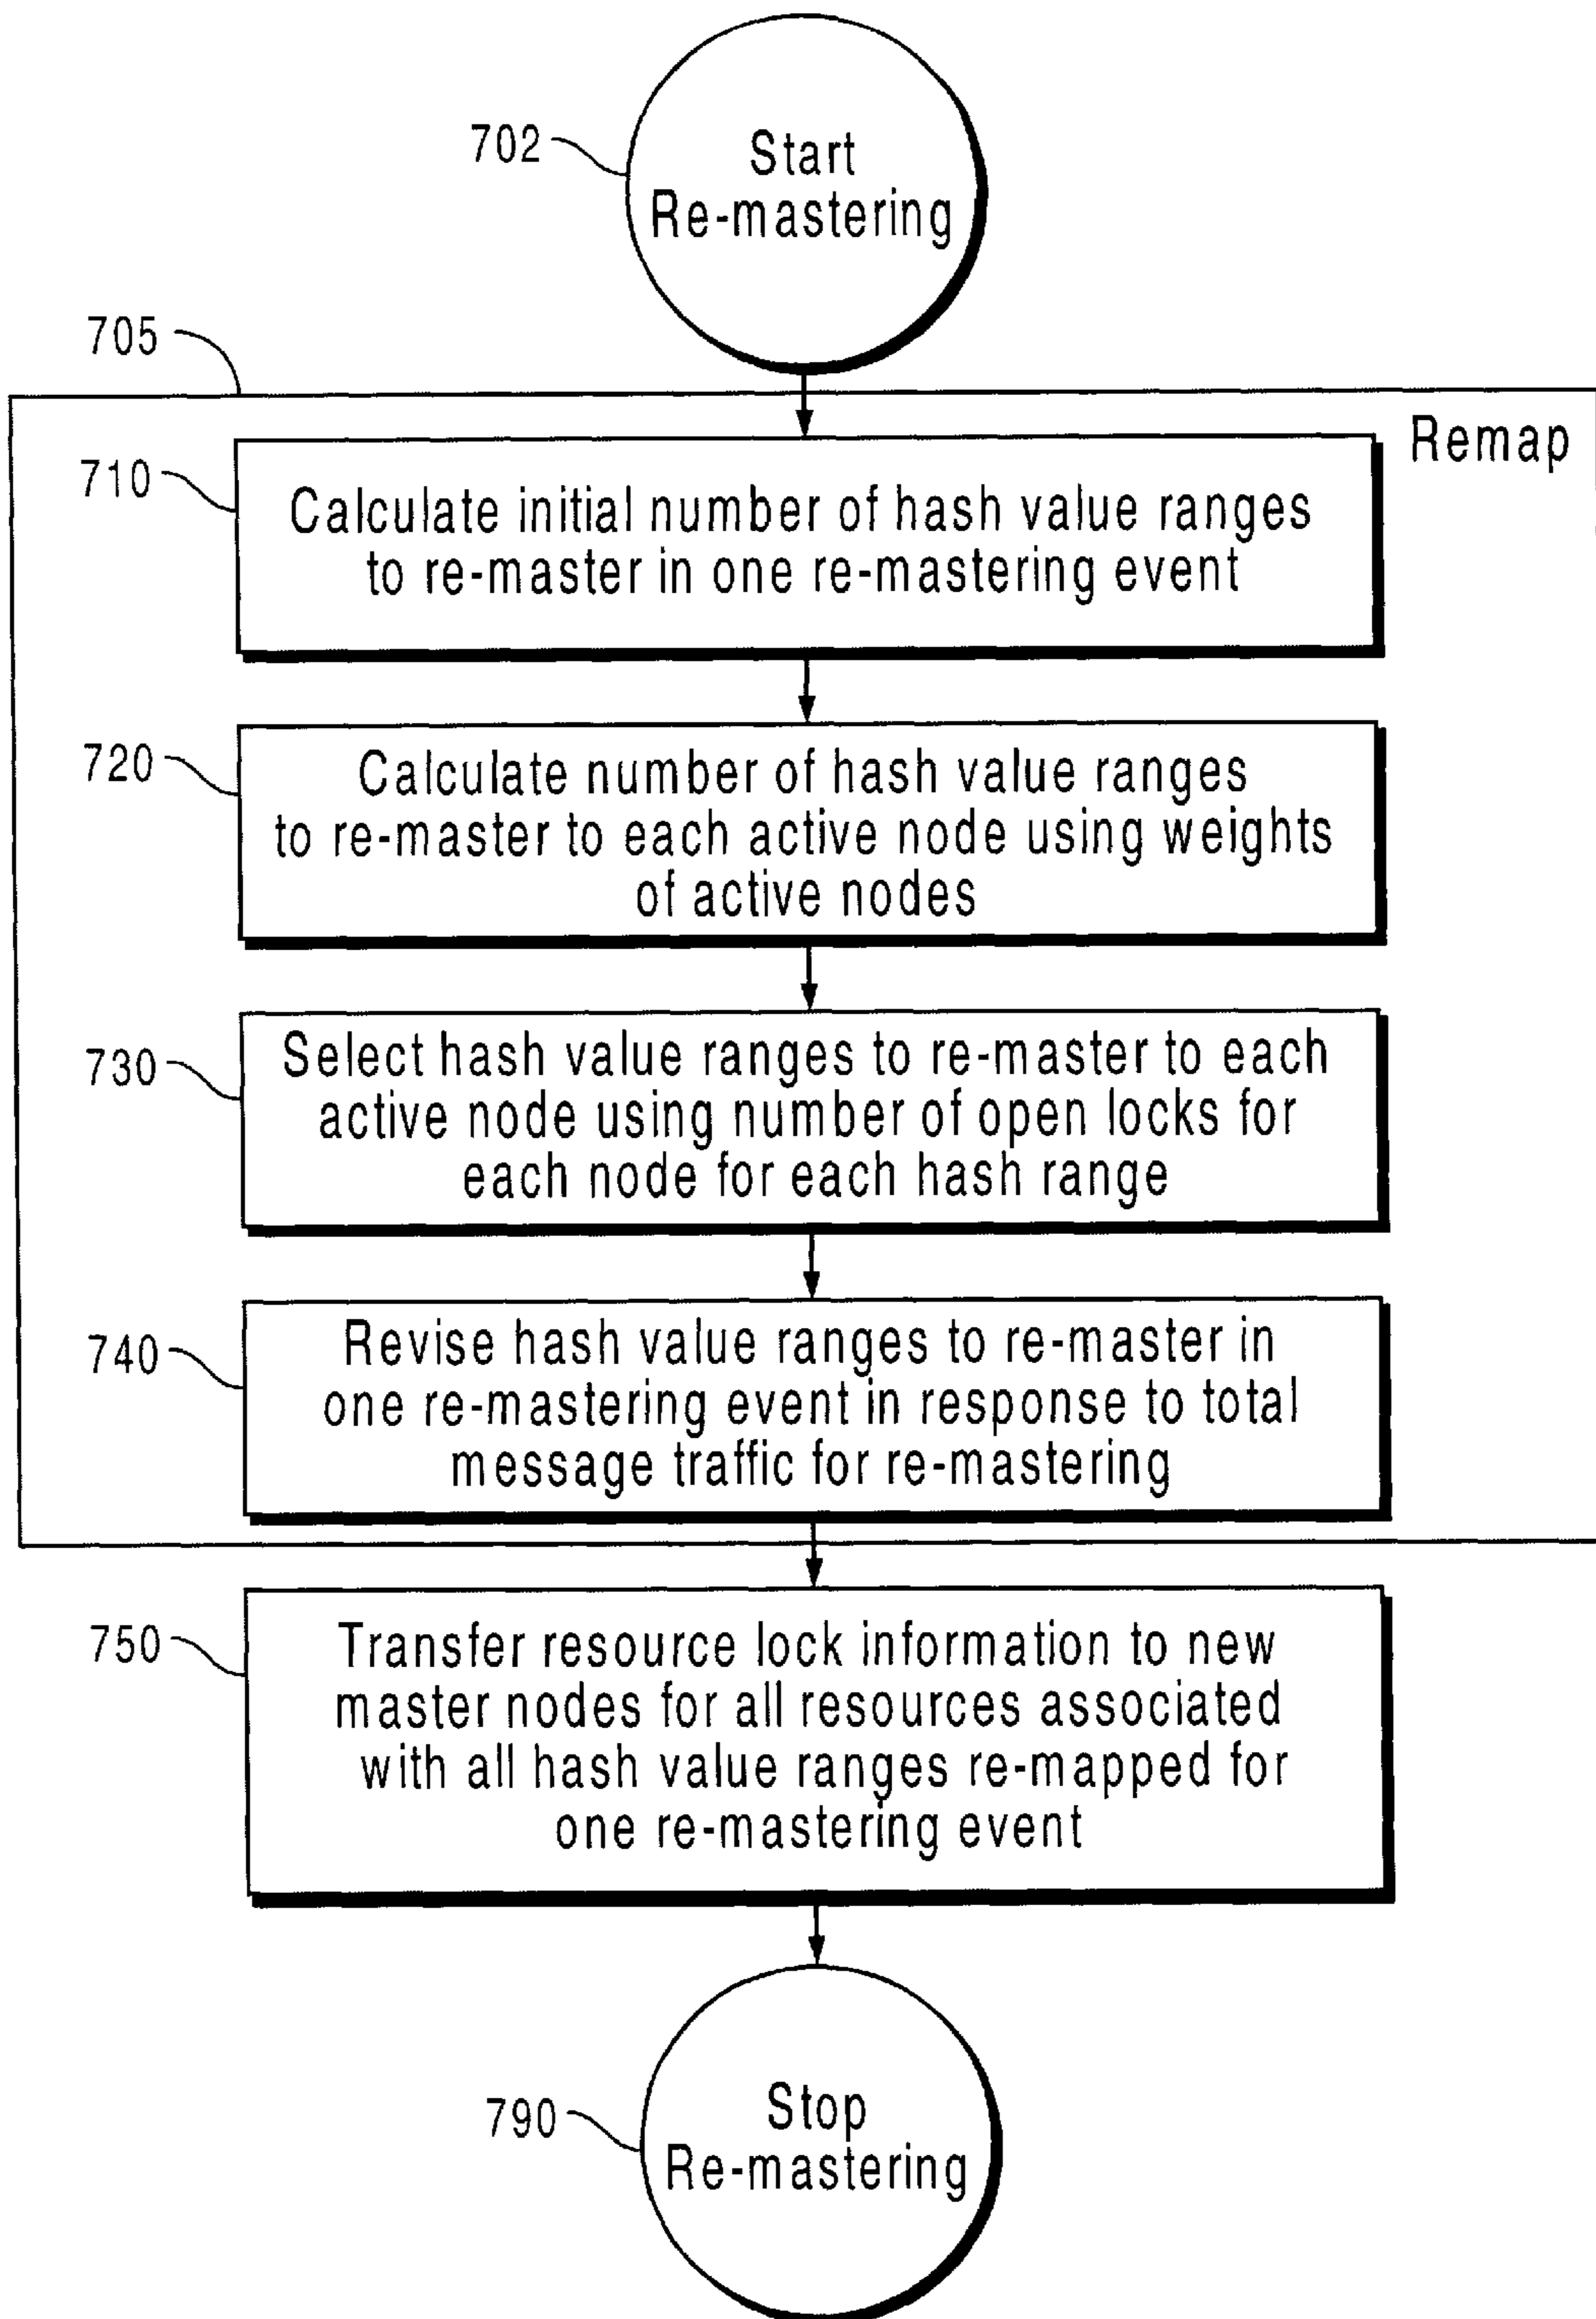 702
Start
Re-mastering
705
Remap
710
Calculate initial number of hash value ranges
to re-master in one re-mastering event
720
Calculate number of hash value ranges
to re-master to each active node using weights
of active nodes
730
Select hash value ranges to re-master to each
active node using number of open locks for
each node for each hash range
740
Revise hash value ranges to re-master in
one re-mastering event in response to total
message traffic for re-mastering
750
Transfer resource lock information to new
master nodes for all resources associated
with all hash value ranges re-mapped for
one re-mastering event
790
Stop
Re-mastering